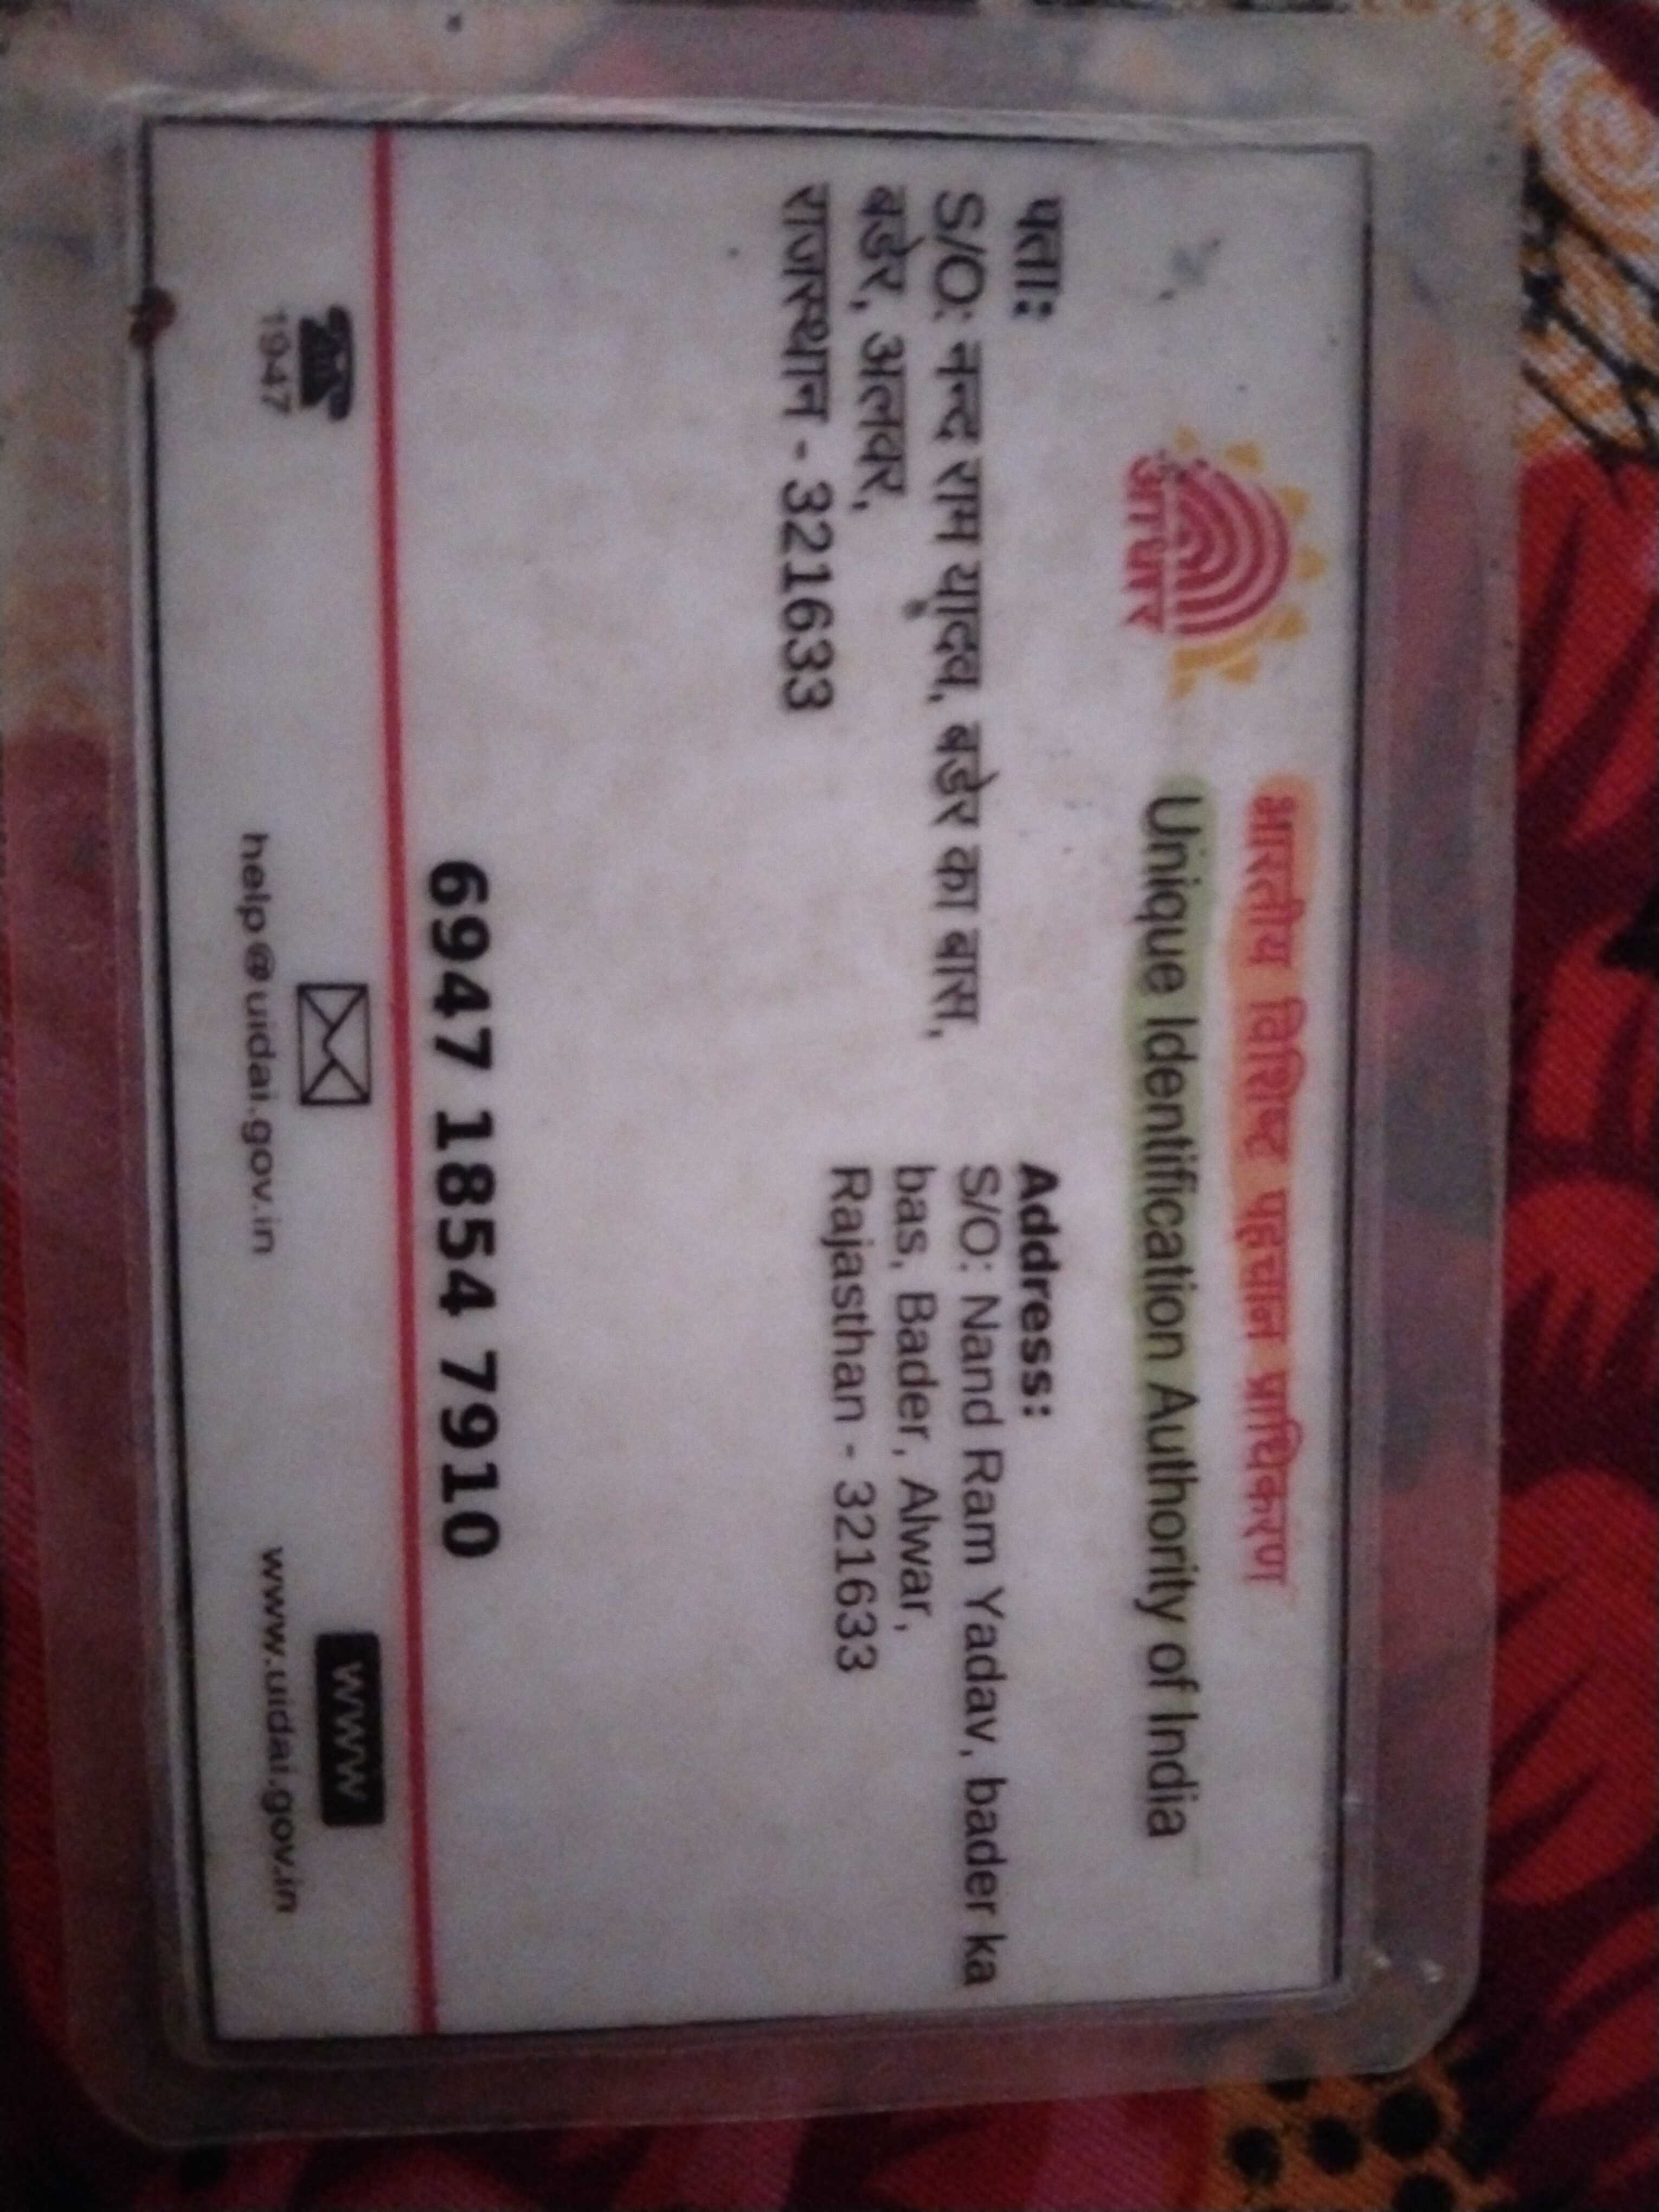 भारतीय विशिष्ट पहचान प्राधिकरण
Unique Identification Authority of India
आधार
पता:
S/O: नन्द राम यादव, बडेर का बास,
बडेर, अलवर,
राजस्थान - 321633
Address:
S/O: Nand Ram Yadav, bader ka
bas, Bader, Alwar,
Rajasthan - 321633
6947 1854 7910
1947
help@uidai.gov.in
www
www.uidai.gov.in